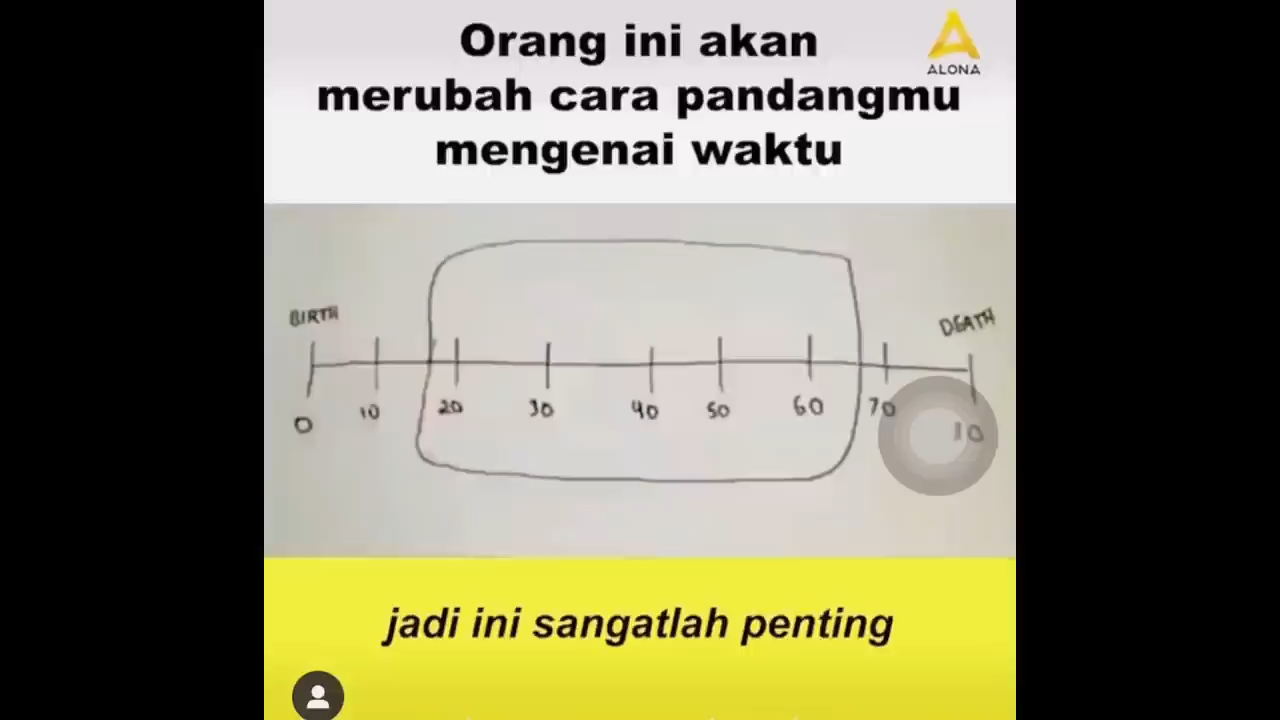 Orang ini akan
merubah cara pandangmu
mengenai waktu
ALONA
BIRTH
DEATH
0 10 20 30 40 50 60 70
jadi ini sangatlah penting